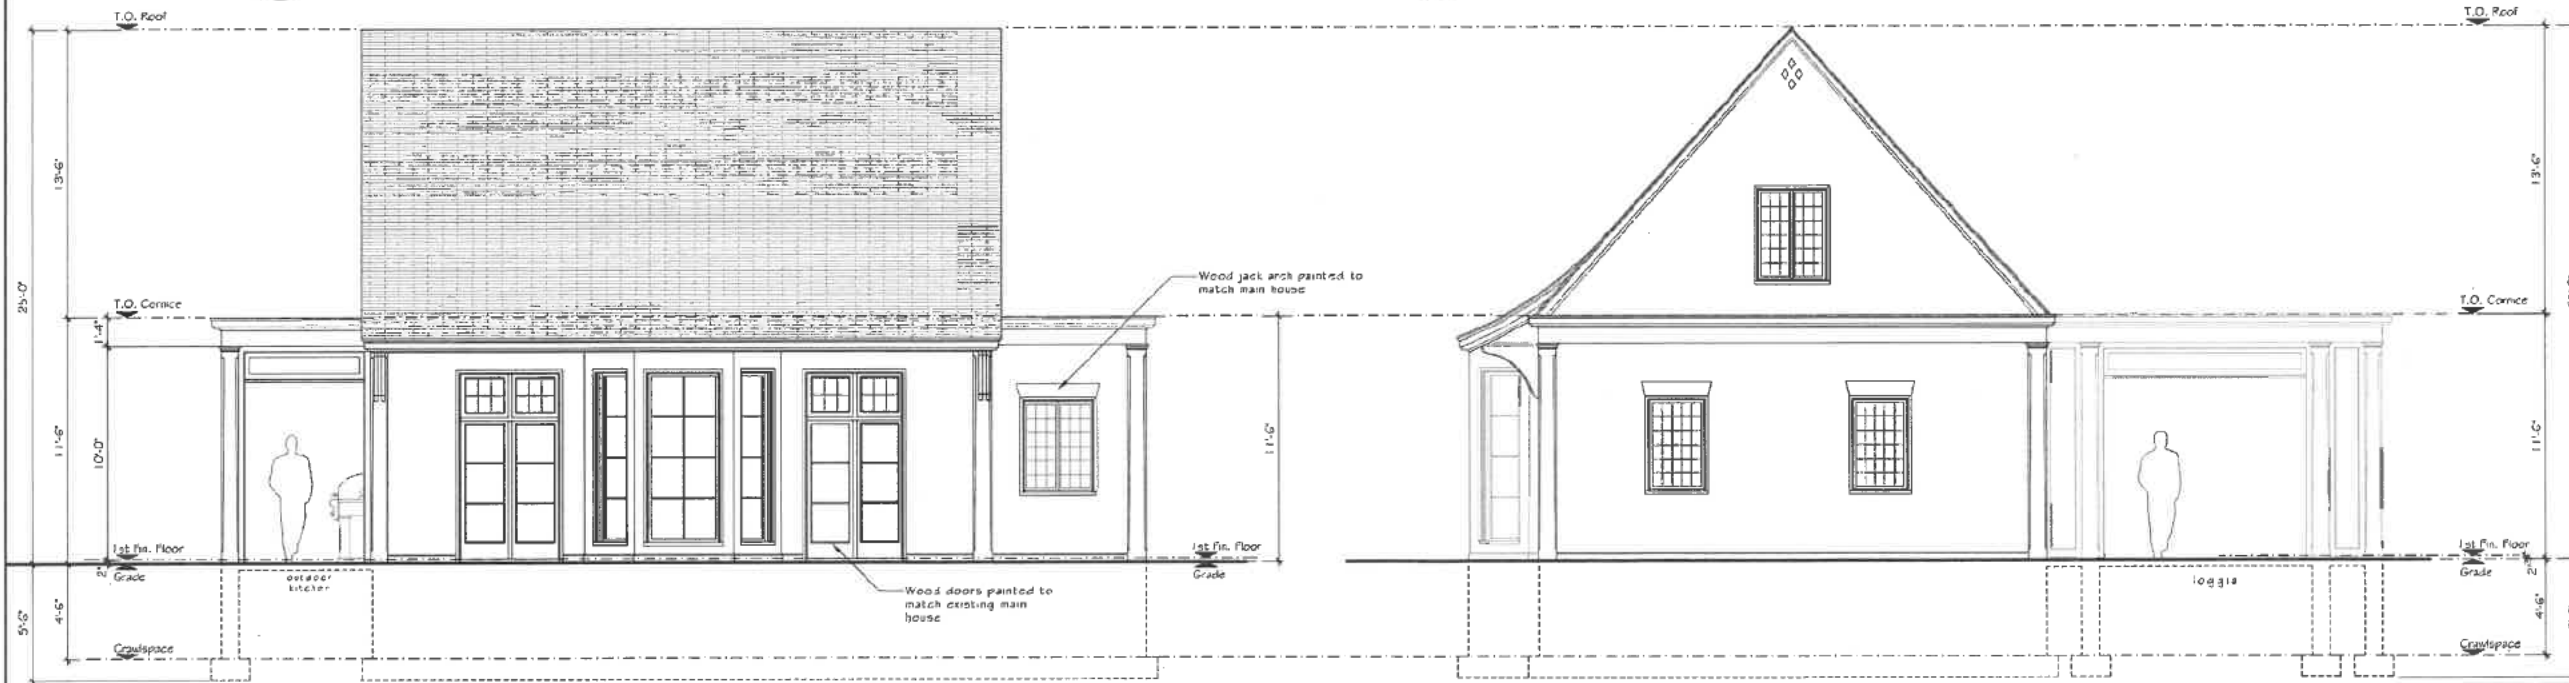 T.O. Roof
13'-6"
25'-0"
T.O. Cornice
1'-4"
11'-6"
10'-0"
1st Fin. Floor
2"
Grade
outdoor
kitchen
4'-6"
5'-6"
Crawlspace
Wood jack arch painted to
match main house
11'-6"
1st Fin. Floor
Grade
Wood doors painted to
match existing main
house
T.O. Roof
13'-6"
T.O. Cornice
11'-6"
1st Fin. Floor
2"
Grade
loggia
4'-6"
Crawlspace